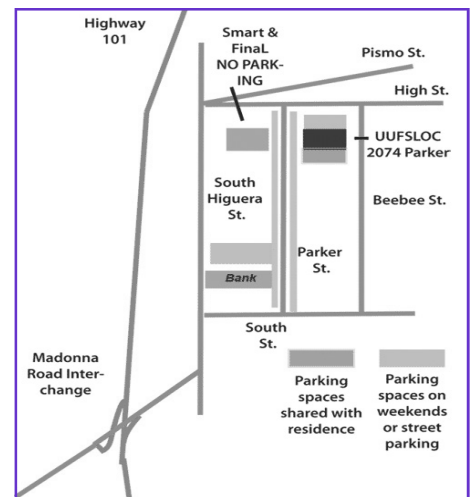 Highway
101
Smart &
FinaL
NO PARK-
ING
Pismo St.
High St.
UUFSLOC
2074 Parker
South
Higuera
St.
Beebee St.
Parker
St.
Bank
South
St.
Madonna
Road Inter-
change
Parking
spaces
shared with
residence
Parking
spaces on
weekends
or street
parking